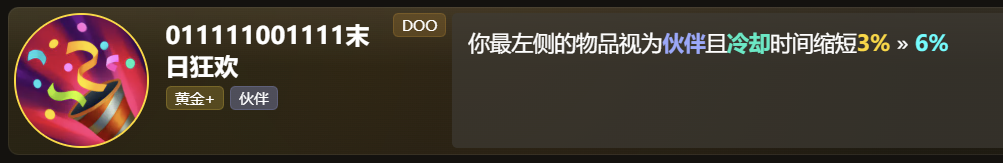 011111001111末
日狂欢
DOO
黄金+
伙伴
你最左侧的物品视为伙伴且冷却时间缩短3% » 6%